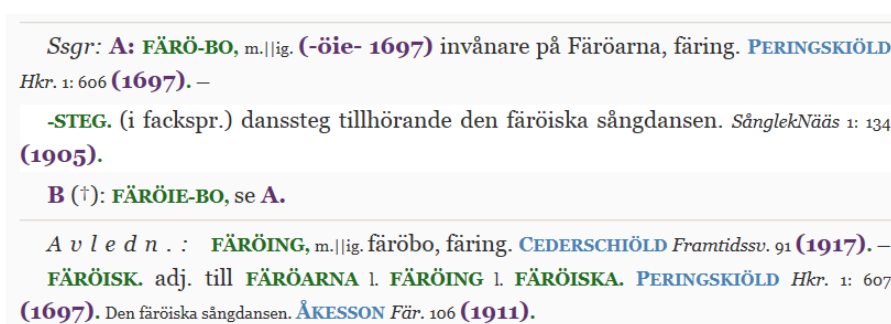 Ssgr: A: FÄRÖ-BO, m.||ig. (-öie- 1697) invånare på Färöarna, färing. PERINGSKIÖLD
Hkr. 1: 606 (1697). —
-STEG. (i fackspr.) danssteg tillhörande den färöiska sångdansen. SånglekNääs 1: 134
(1905).
B (†): FÄRÖIE-BO, se A.
Avledn.: FÄRÖING, m.||ig. färöbo, färing. CEDERSCHIÖLD Framtidssv. 91 (1917). —
FÄRÖISK. adj. till FÄRÖARNA l. FÄRÖING l. FÄRÖISKA. PERINGSKIÖLD Hkr. 1: 607
(1697). Den färöiska sångdansen. ÅKESSON Fär. 106 (1911).